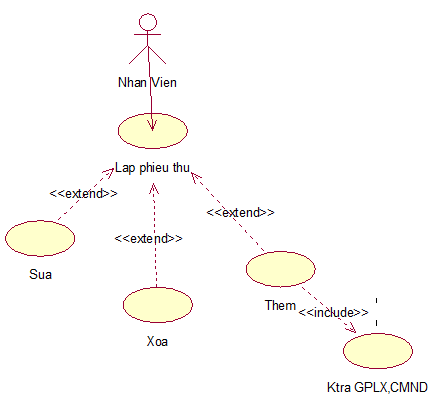 Nhan Vien
Lap phieu thu
<<extend>>
<<extend>>
<<extend>>
Sua
Xoa
Them
<<include>>
Ktra GPLX,CMND